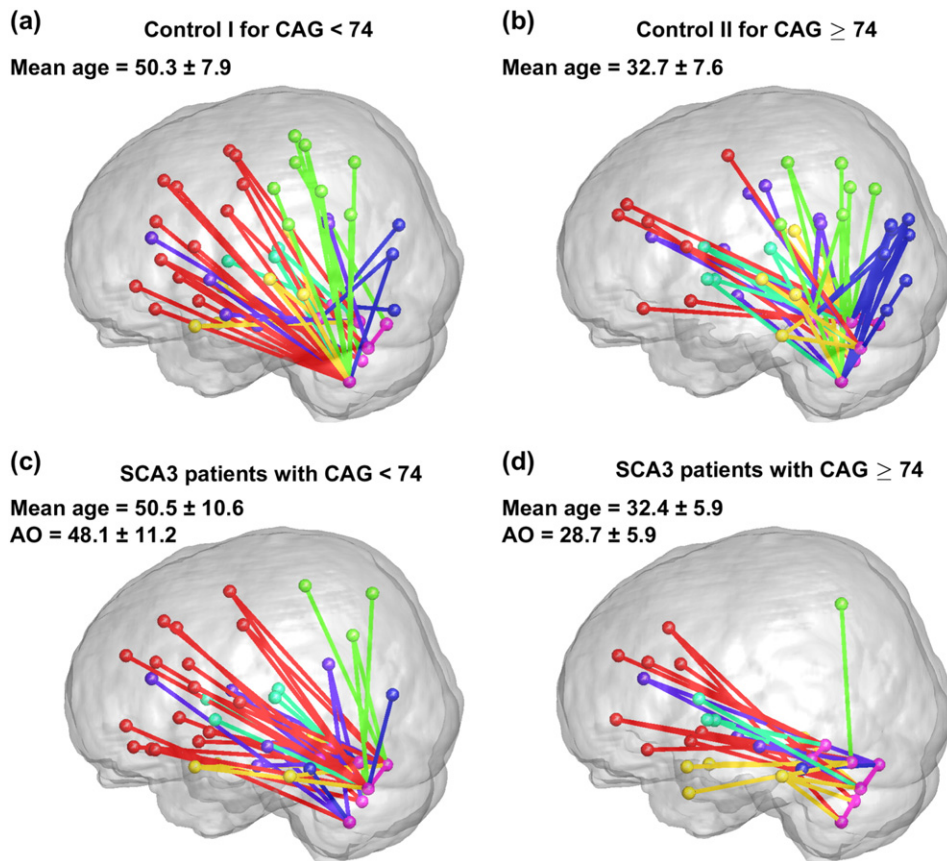 (a)
Control I for CAG < 74
Mean age = 50.3 ± 7.9
(b)
Control II for CAG ≥ 74
Mean age = 32.7 ± 7.6
(c)
SCA3 patients with CAG < 74
Mean age = 50.5 ± 10.6
AO = 48.1 ± 11.2
(d)
SCA3 patients with CAG ≥ 74
Mean age = 32.4 ± 5.9
AO = 28.7 ± 5.9